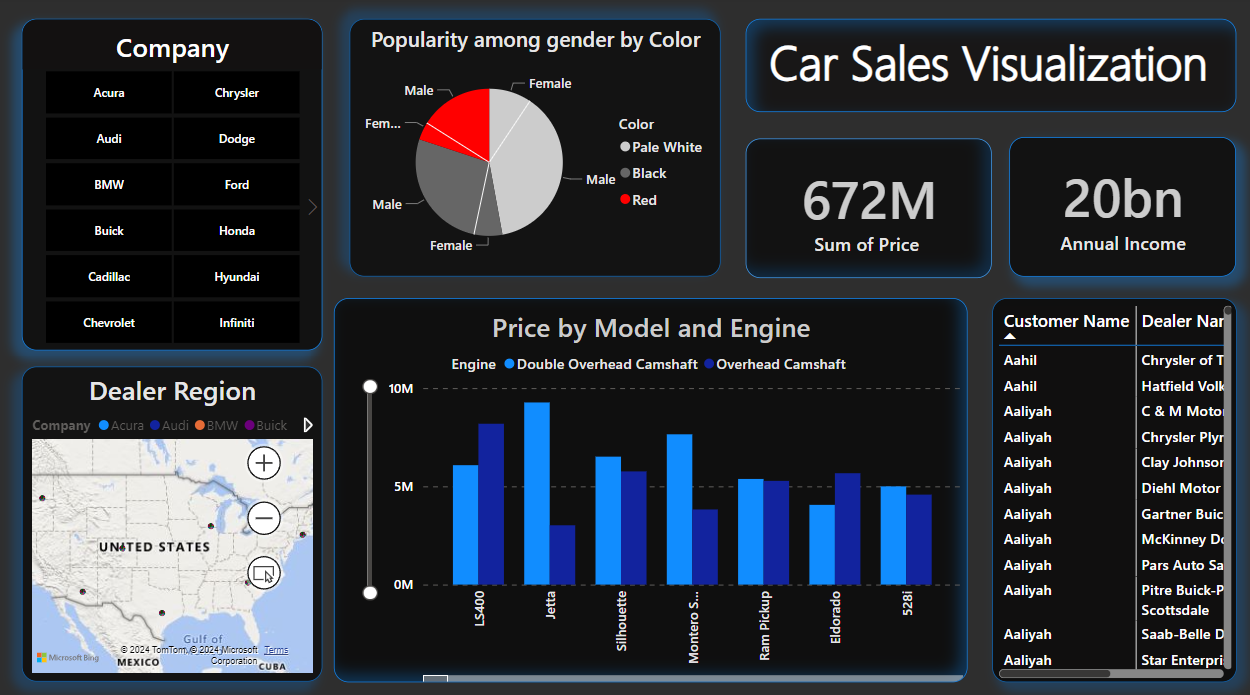 Company
Acura Chrysler
Audi Dodge
BMW Ford
Buick Honda
Cadillac Hyundai
Chevrolet Infiniti
Popularity among gender by Color
Female
Male
Fem...
Male
Male
Female
Color
Pale White
Black
Red
Car Sales Visualization
672M
Sum of Price
20bn
Annual Income
Dealer Region
Company Acura Audi BMW Buick
UNITED STATES
Gulf of
MEXICO
CUBA
Microsoft Bing
© 2024 TomTom, © 2024 Microsoft Corporation Terms
Price by Model and Engine
Engine Double Overhead Camshaft Overhead Camshaft
10M
5M
0M
LS400
Jetta
Silhouette
Montero S...
Ram Pickup
Eldorado
528i
Customer Name Dealer Nar
Aahil Chrysler of T
Aahil Hatfield Volk
Aaliyah C & M Motor
Aaliyah Chrysler Plyr
Aaliyah Clay Johnsor
Aaliyah Diehl Motor
Aaliyah Gartner Buic
Aaliyah McKinney Do
Aaliyah Pars Auto Sa
Aaliyah Pitre Buick-P
Scottsdale
Aaliyah Saab-Belle D
Aaliyah Star Enterpri